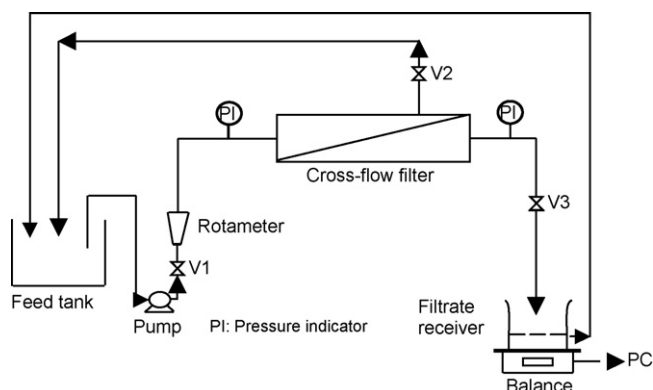 V2
PI
PI
Cross-flow filter
V3
Rotameter
V1
Feed tank
Pump
PI: Pressure indicator
Filtrate
receiver
PC
Balance